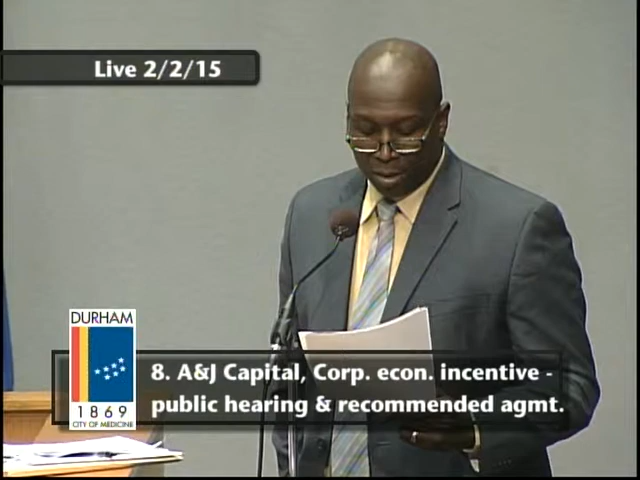 Live 2/2/15
DURHAM
1869
CITY OF MEDICINE
8. A&J Capital, Corp. econ. incentive -
public hearing & recommended agmt.